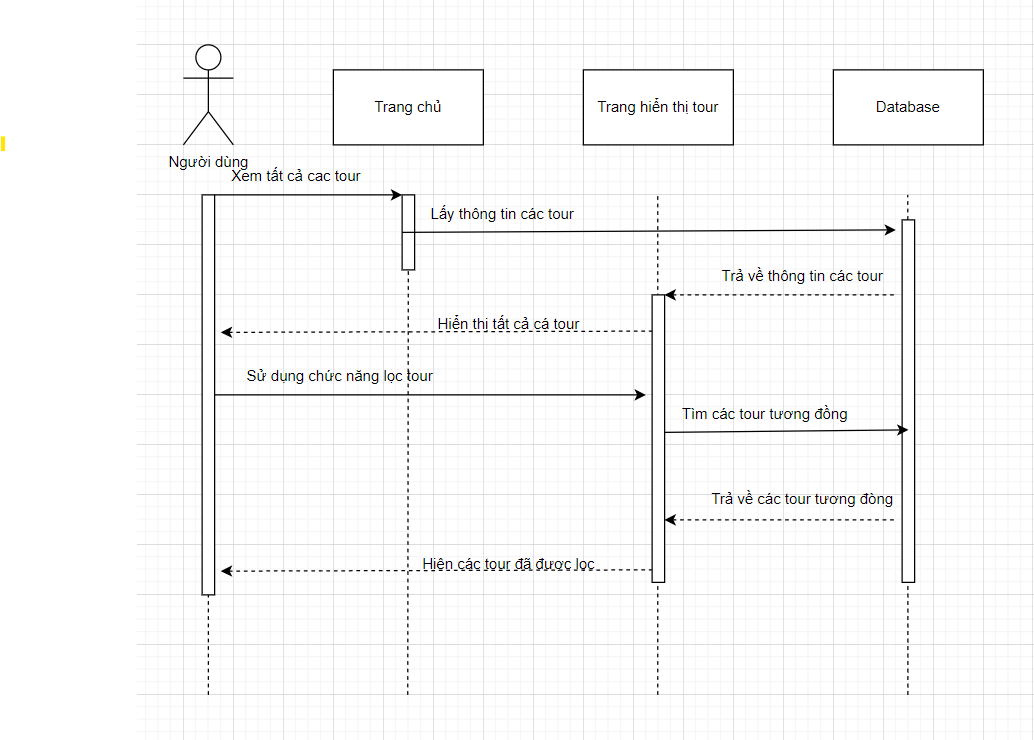 Trang chủ
Trang hiển thị tour
Database
Người dùng
Xem tất cả cac tour
Lấy thông tin các tour
Trả về thông tin các tour
Hiển thị tất cả cá tour
Sử dụng chức năng lọc tour
Tìm các tour tương đồng
Trả về các tour tương đòng
Hiện các tour đã được lọc